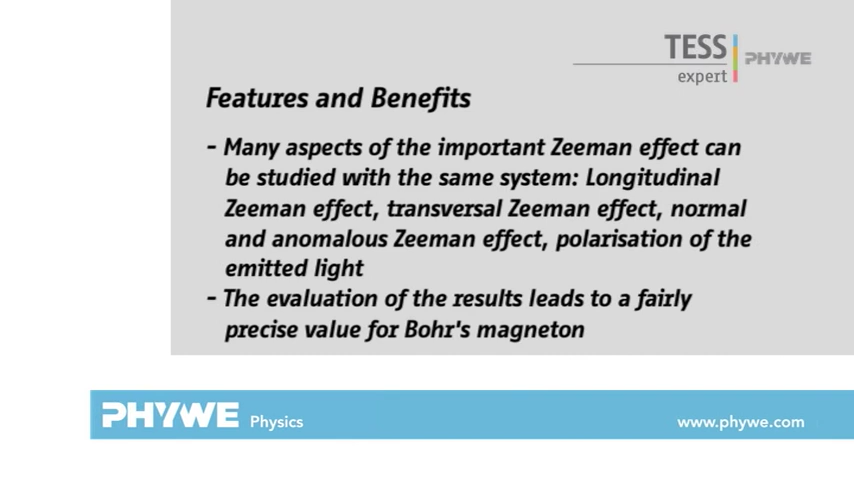 TESS
expert
PHYWE
Features and Benefits
- Many aspects of the important Zeeman effect can
be studied with the same system: Longitudinal
Zeeman effect, transversal Zeeman effect, normal
and anomalous Zeeman effect, polarisation of the
emitted light
- The evaluation of the results leads to a fairly
precise value for Bohr's magneton
PHYWE Physics www.phywe.com